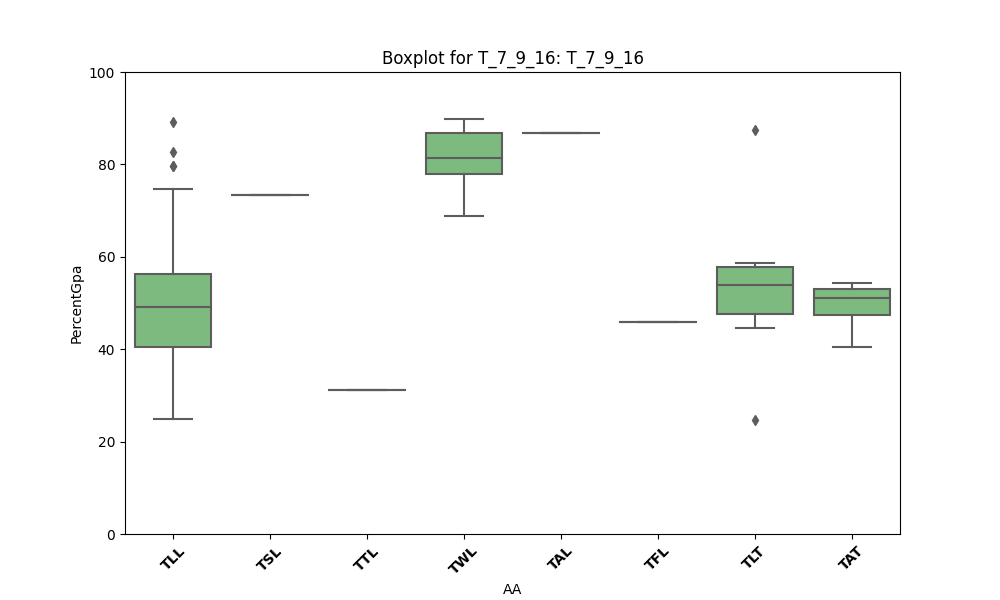 Boxplot for T_7_9_16: T_7_9_16
100
80
60
40
20
0
PercentGpa
TLL
TSL
TTL
TWL
TAL
TFL
TLT
TAT
AA